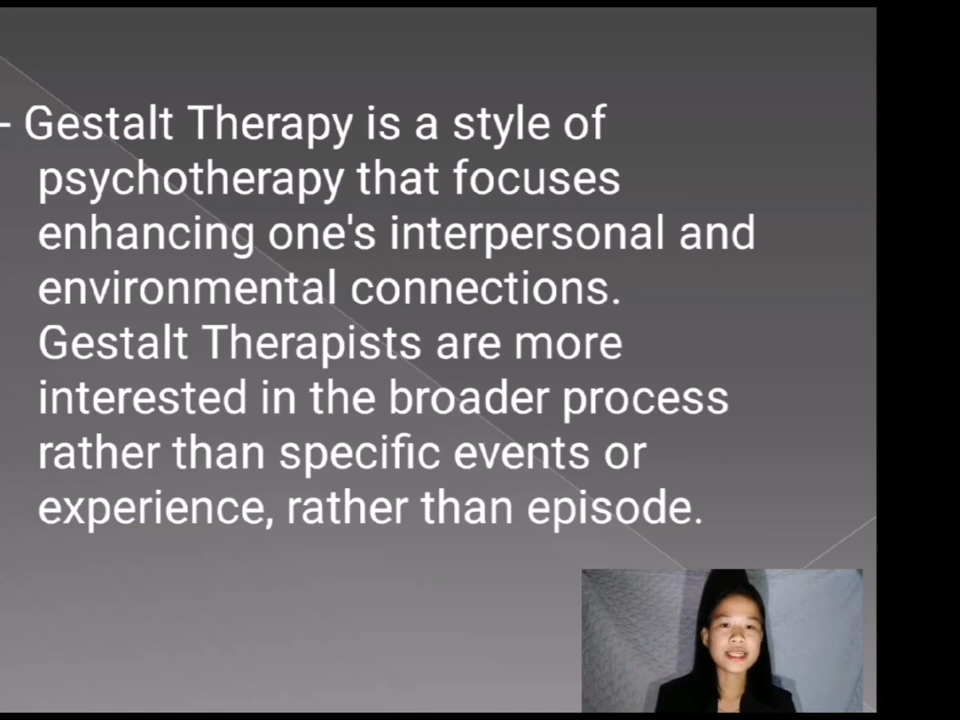 - Gestalt Therapy is a style of
psychotherapy that focuses
enhancing one's interpersonal and
environmental connections.
Gestalt Therapists are more
interested in the broader process
rather than specific events or
experience, rather than episode.